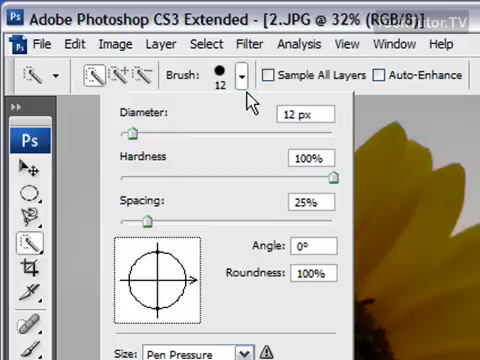 Adobe Photoshop CS3 Extended - [2.JPG @ 32% (RGB/8)]
File Edit Image Layer Select Filter Analysis View Window Help
Brush: 12 Sample All Layers Auto-Enhance
Diameter: 12 px
Hardness 100%
Spacing: 25%
Angle: 0°
Roundness: 100%
Size: Pen Pressure
Ps
Ps